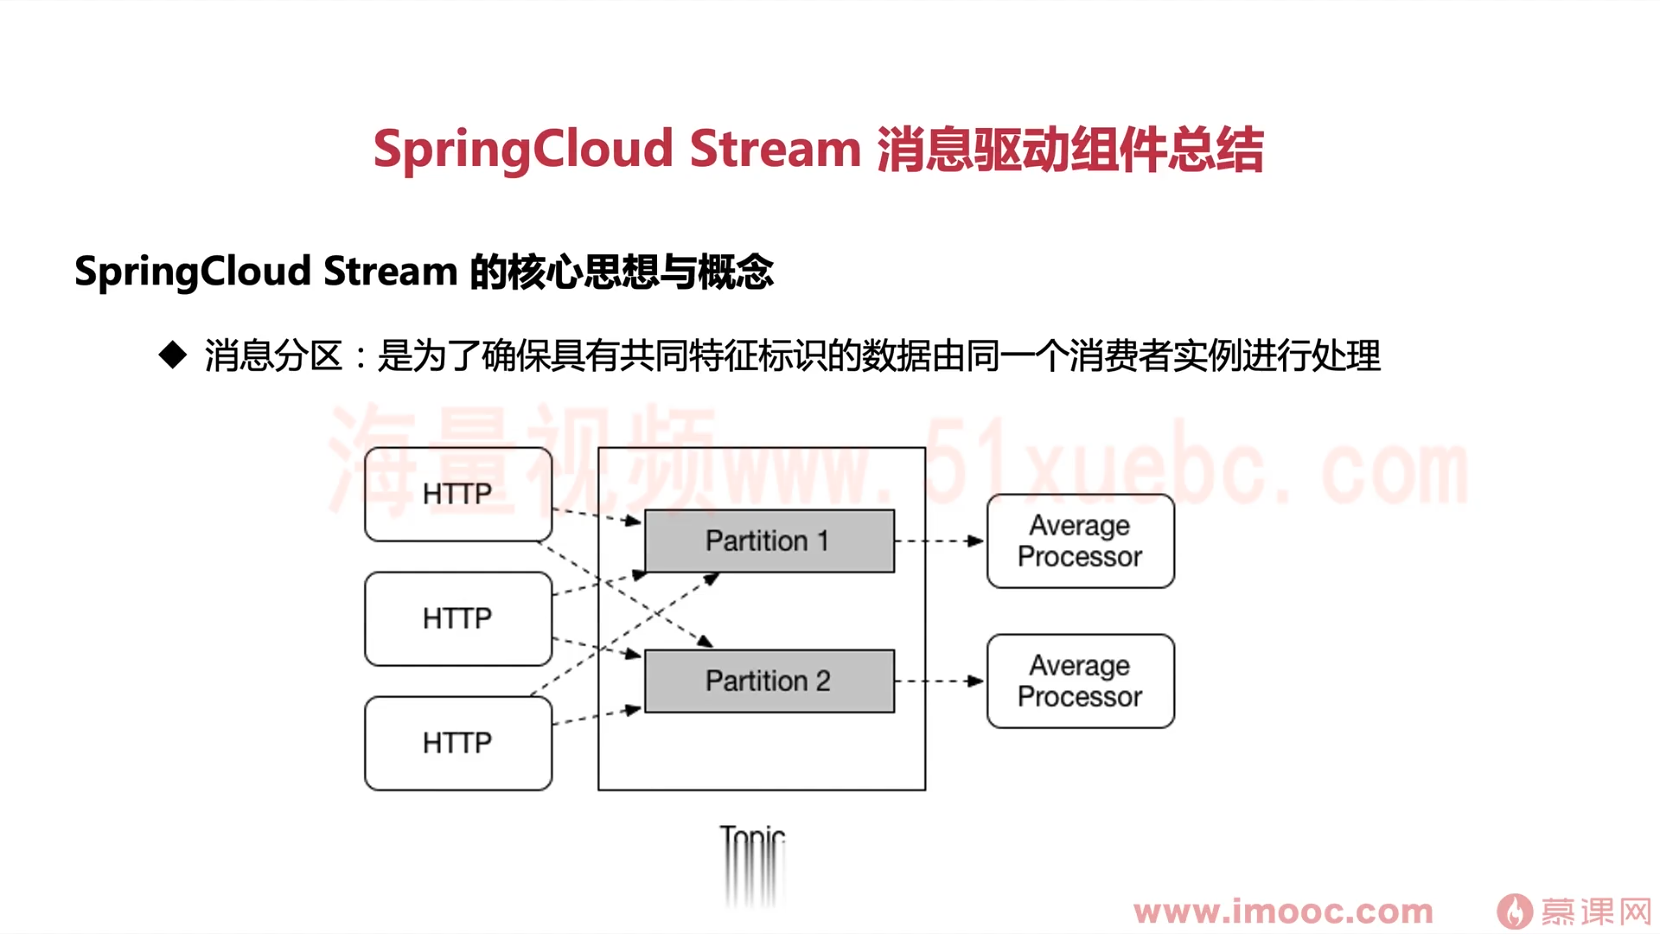 SpringCloud Stream 消息驱动组件总结
SpringCloud Stream 的核心思想与概念
◆ 消息分区：是为了确保具有共同特征标识的数据由同一个消费者实例进行处理
海量视频www.51xuebc.com
HTTP
Partition 1
Average
Processor
HTTP
Partition 2
Average
Processor
HTTP
Topic
www.imooc.com 慕课网